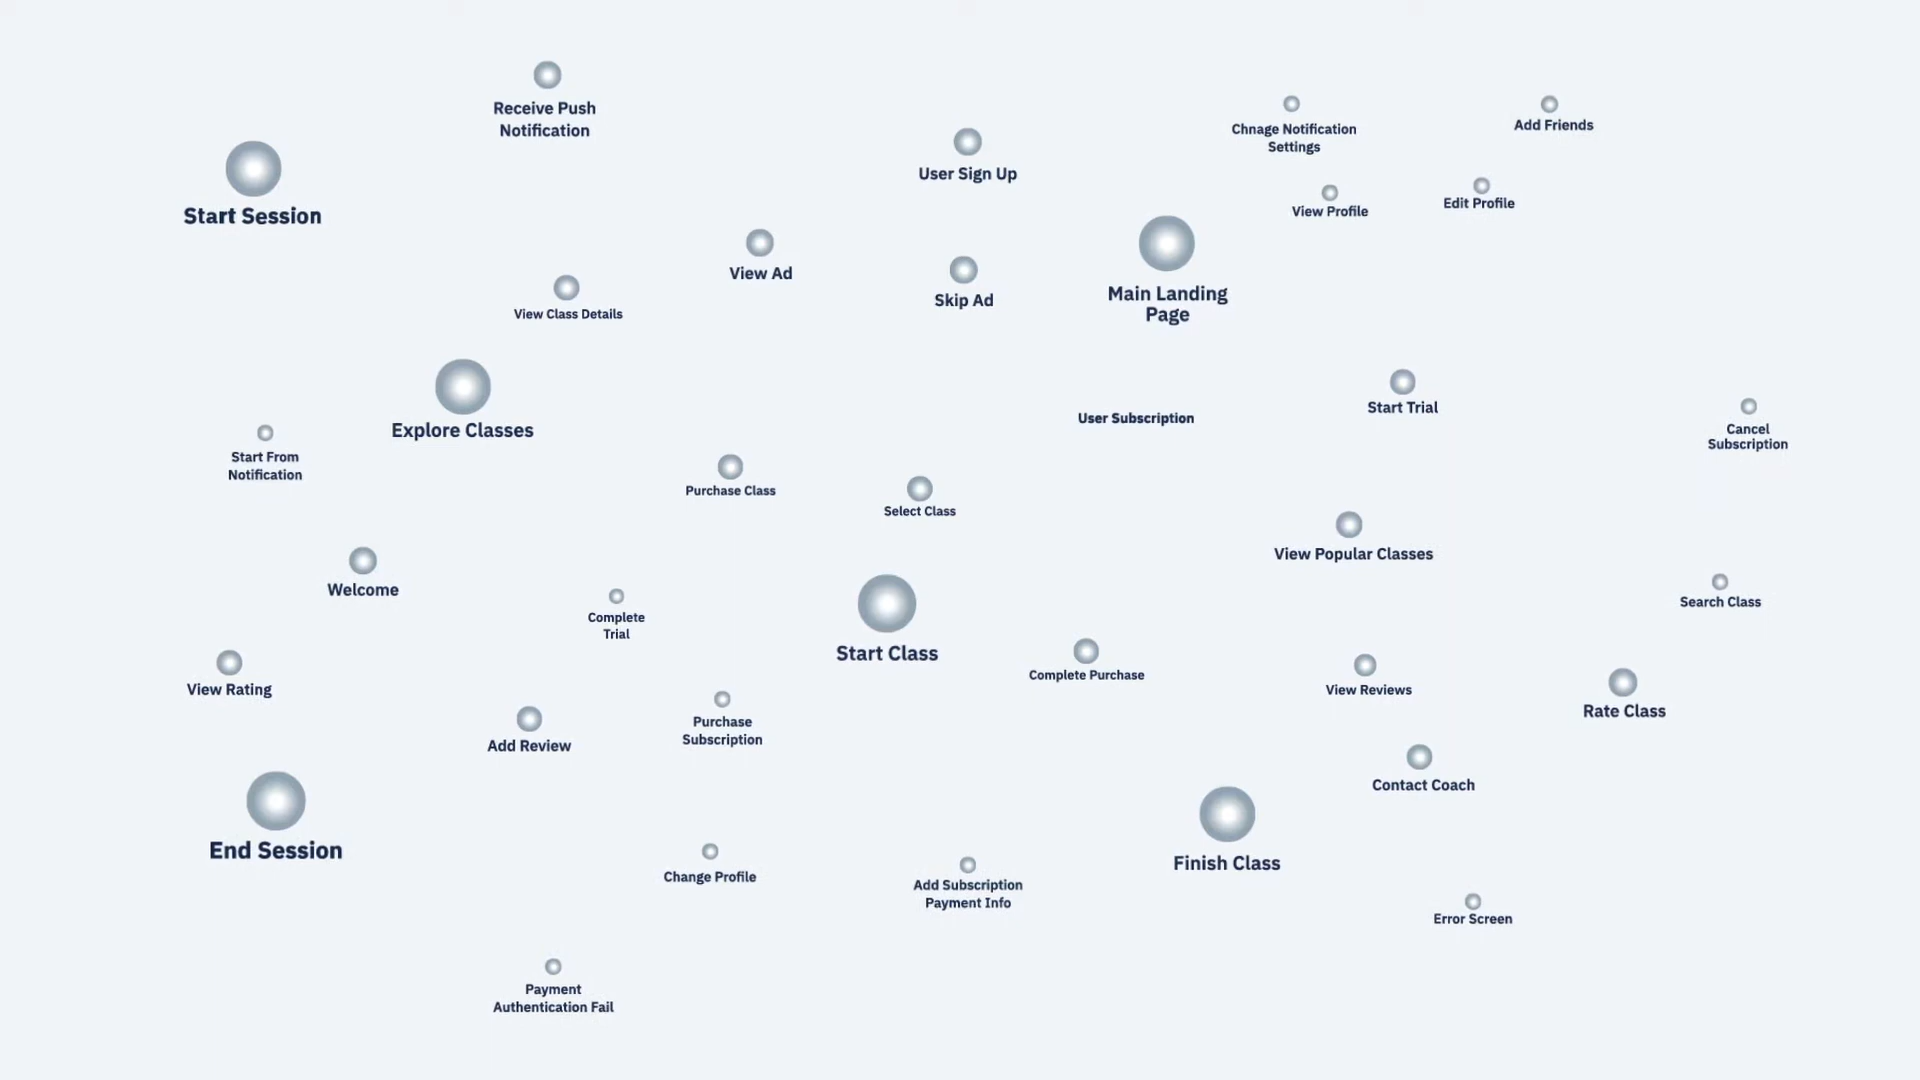 Receive Push
Notification
Chnage Notification
Settings
Add Friends
User Sign Up
Start Session
View Profile
Edit Profile
View Ad
Skip Ad
Main Landing
Page
View Class Details
Explore Classes
User Subscription
Start Trial
Cancel
Subscription
Start From
Notification
Purchase Class
Select Class
View Popular Classes
Welcome
Complete
Trial
Search Class
Start Class
Complete Purchase
View Rating
View Reviews
Rate Class
Add Review
Purchase
Subscription
Contact Coach
End Session
Finish Class
Change Profile
Add Subscription
Payment Info
Error Screen
Payment
Authentication Fail